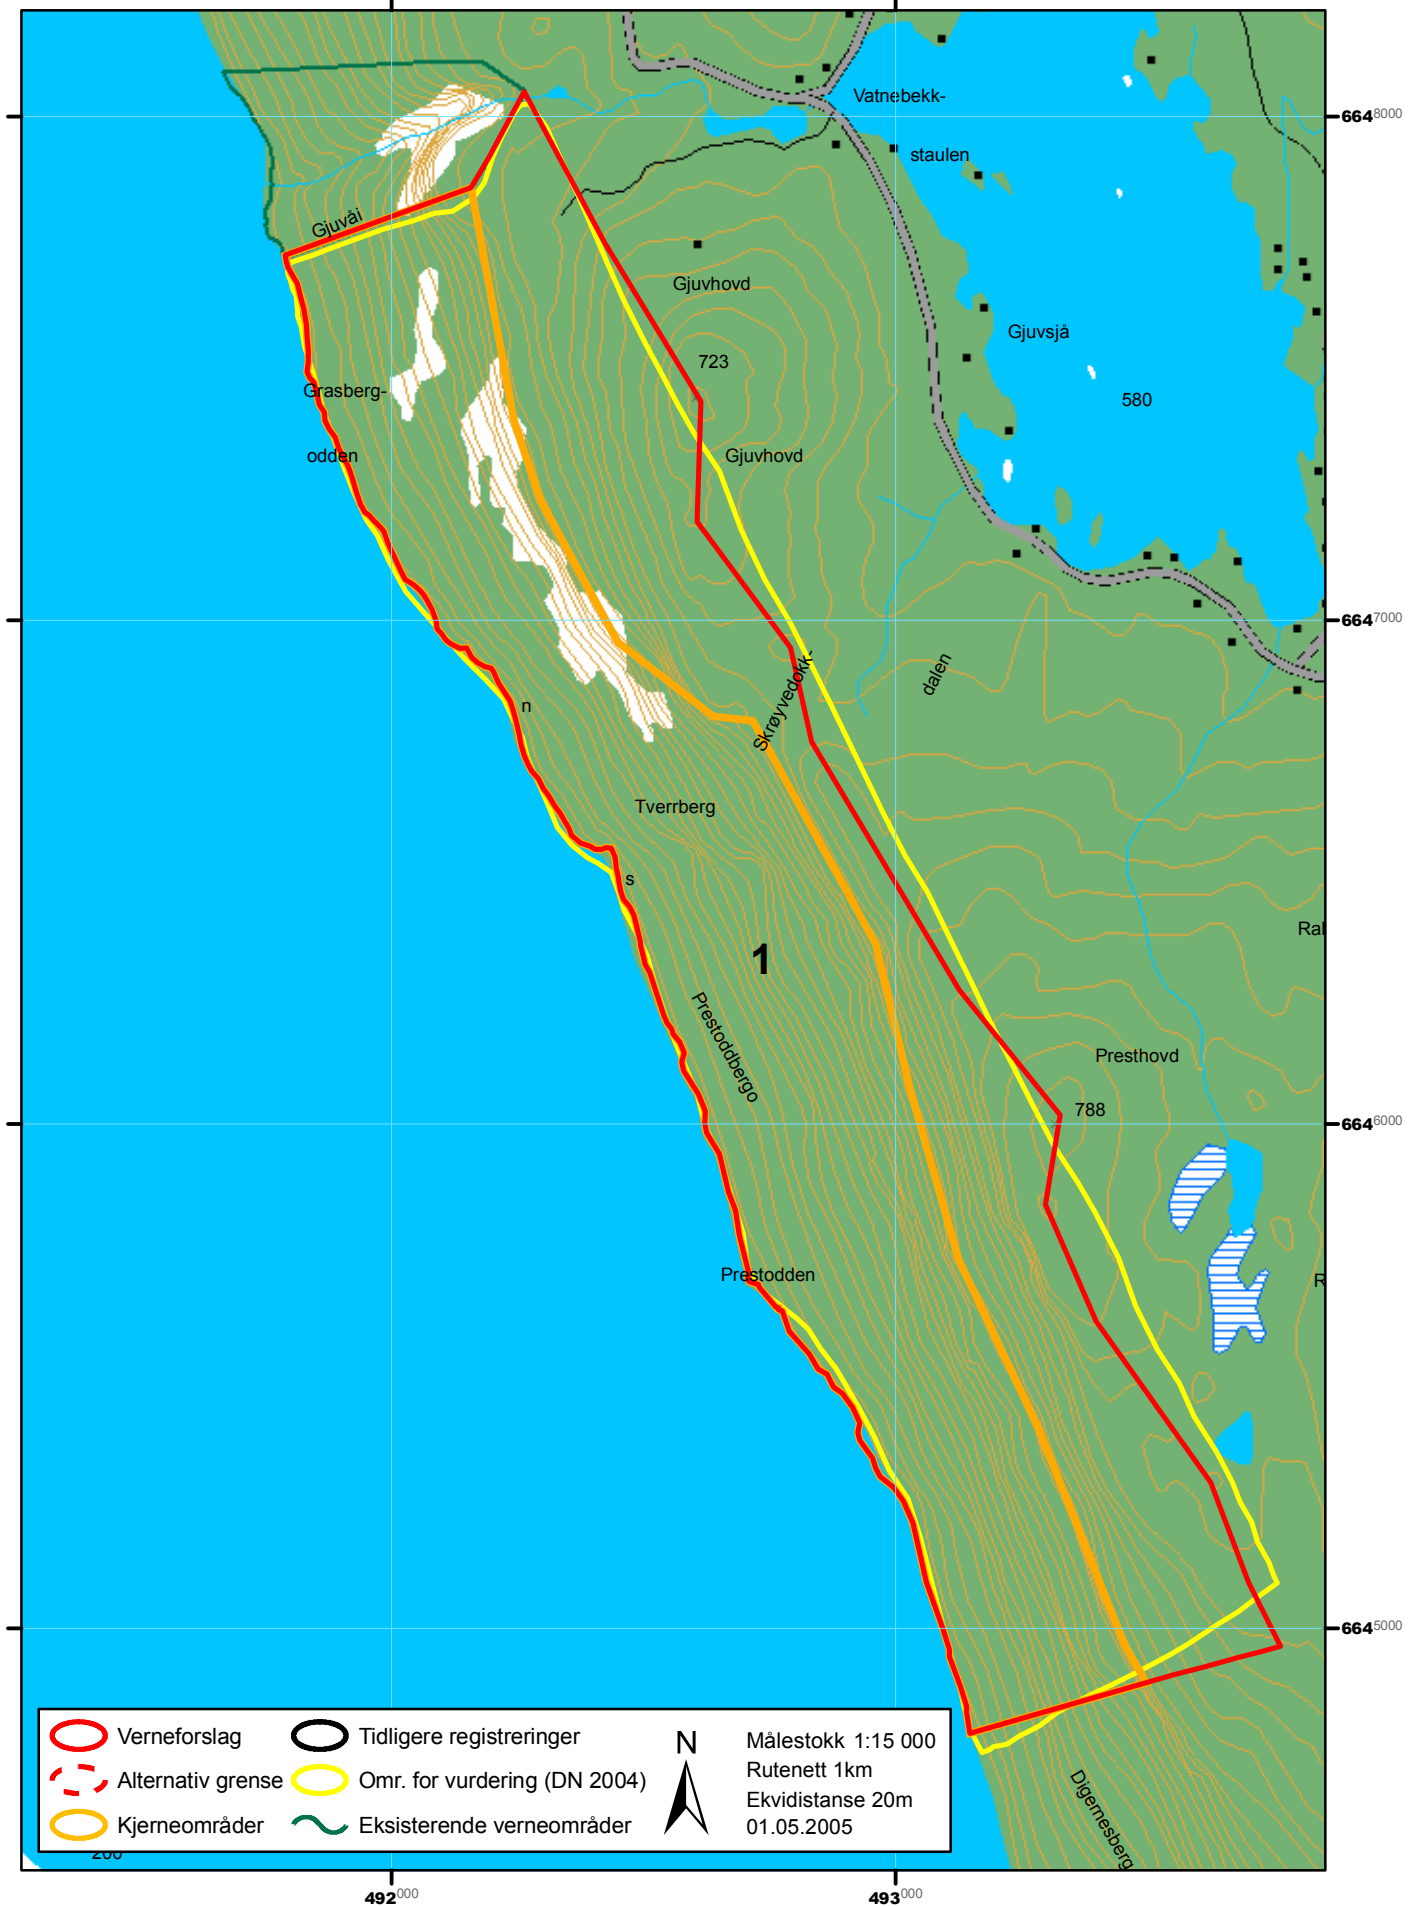 Vatnebekk-
6648000
staulen
Gjuvåi
Gjuvhovd
Gjuvsjå
723
Grasberg-
580
odden
Gjuvhovd
6647000
Skrøyvedokk-
dalen
n
Tverrberg
s
Ral
1
Prestoddbergo
Presthovd
788
6646000
Prestodden
R
6645000
Verneforslag
Tidligere registreringer
Alternativ grense
Omr. for vurdering (DN 2004)
Kjerneområder
Eksisterende verneområder
N
Målestokk 1:15 000
Rutenett 1km
Ekvidistanse 20m
01.05.2005
Digernesberg
200
492000
493000